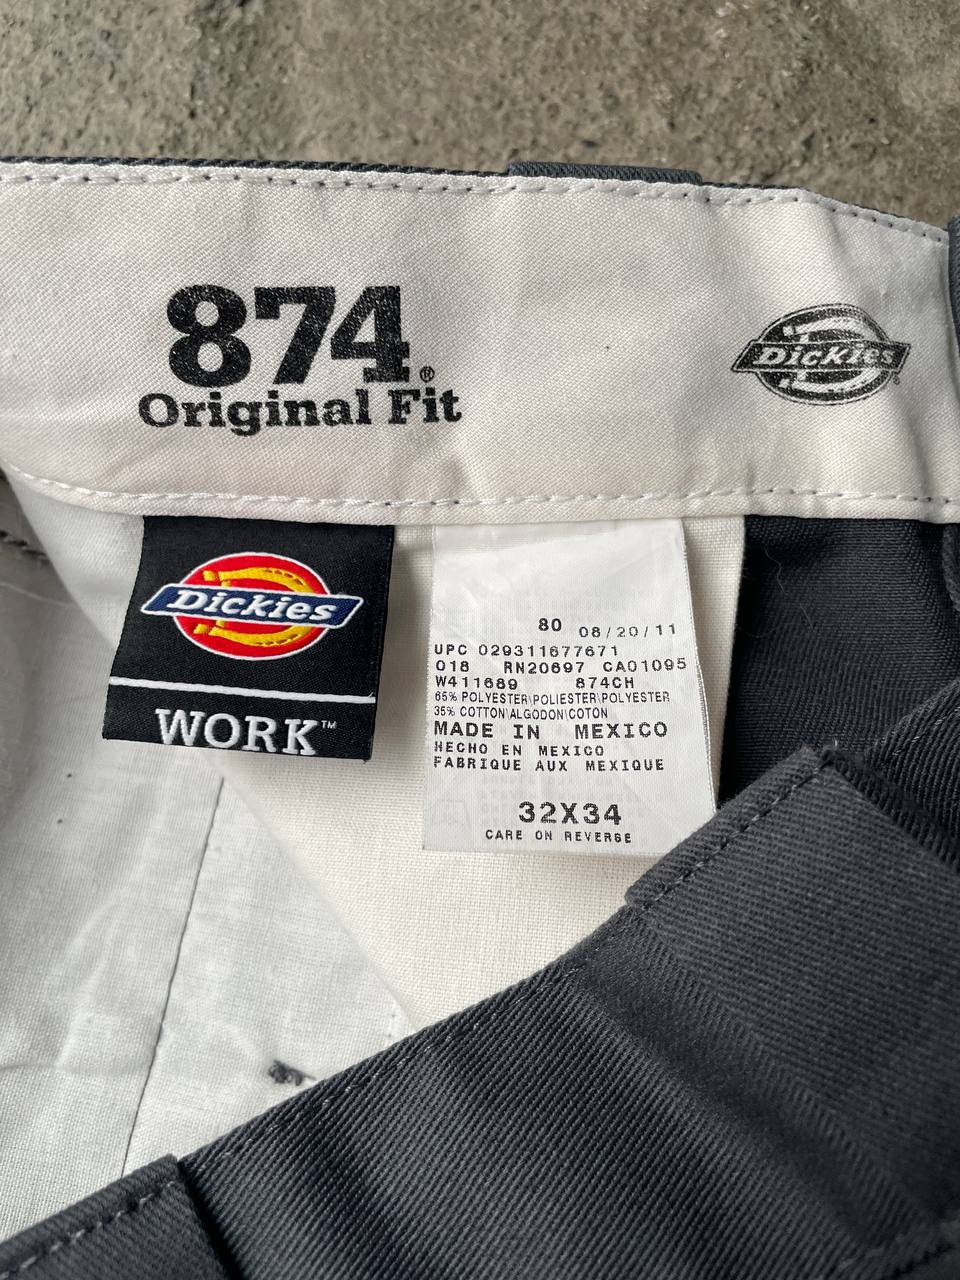 874®
Original Fit
Dickies®
Dickies
WORK™
80 08/20/11
UPC 029311677671
018 RN20697 CA01095
W411689 874CH
65% POLYESTER\POLIESTER\POLYESTER
35% COTTON\ALGODON\COTON
MADE IN MEXICO
HECHO EN MEXICO
FABRIQUE AUX MEXIQUE
32X34
CARE ON REVERSE